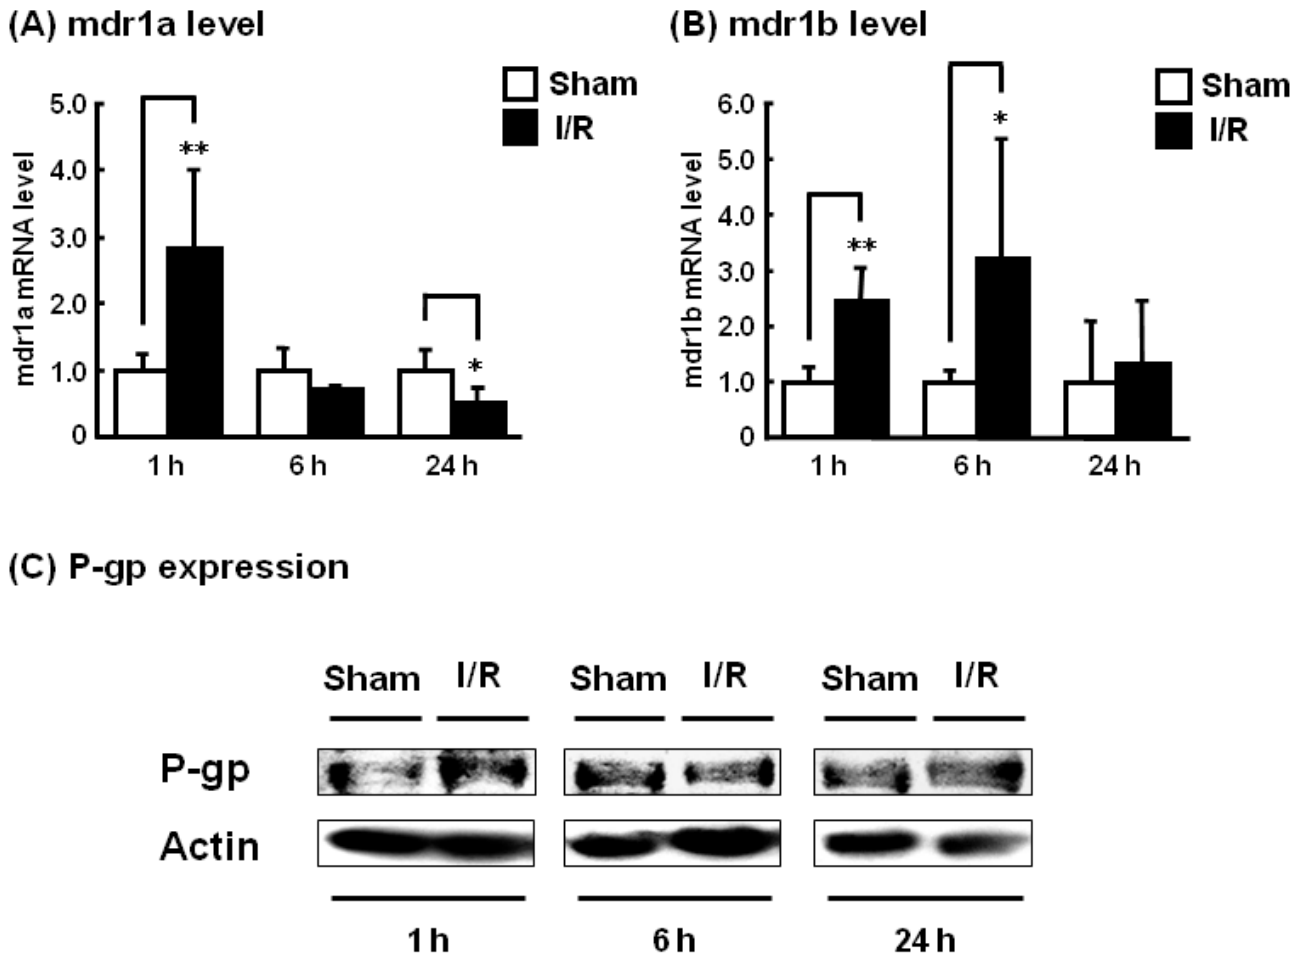 (A) mdr1a level
Sham
I/R
mdr1a mRNA level
5.0
4.0
3.0
2.0
1.0
0
**
*
1 h
6 h
24 h
(B) mdr1b level
Sham
I/R
mdr1b mRNA level
6.0
5.0
4.0
3.0
2.0
1.0
0
**
*
1 h
6 h
24 h
(C) P-gp expression
Sham I/R Sham I/R Sham I/R
P-gp
Actin
1 h 6 h 24 h